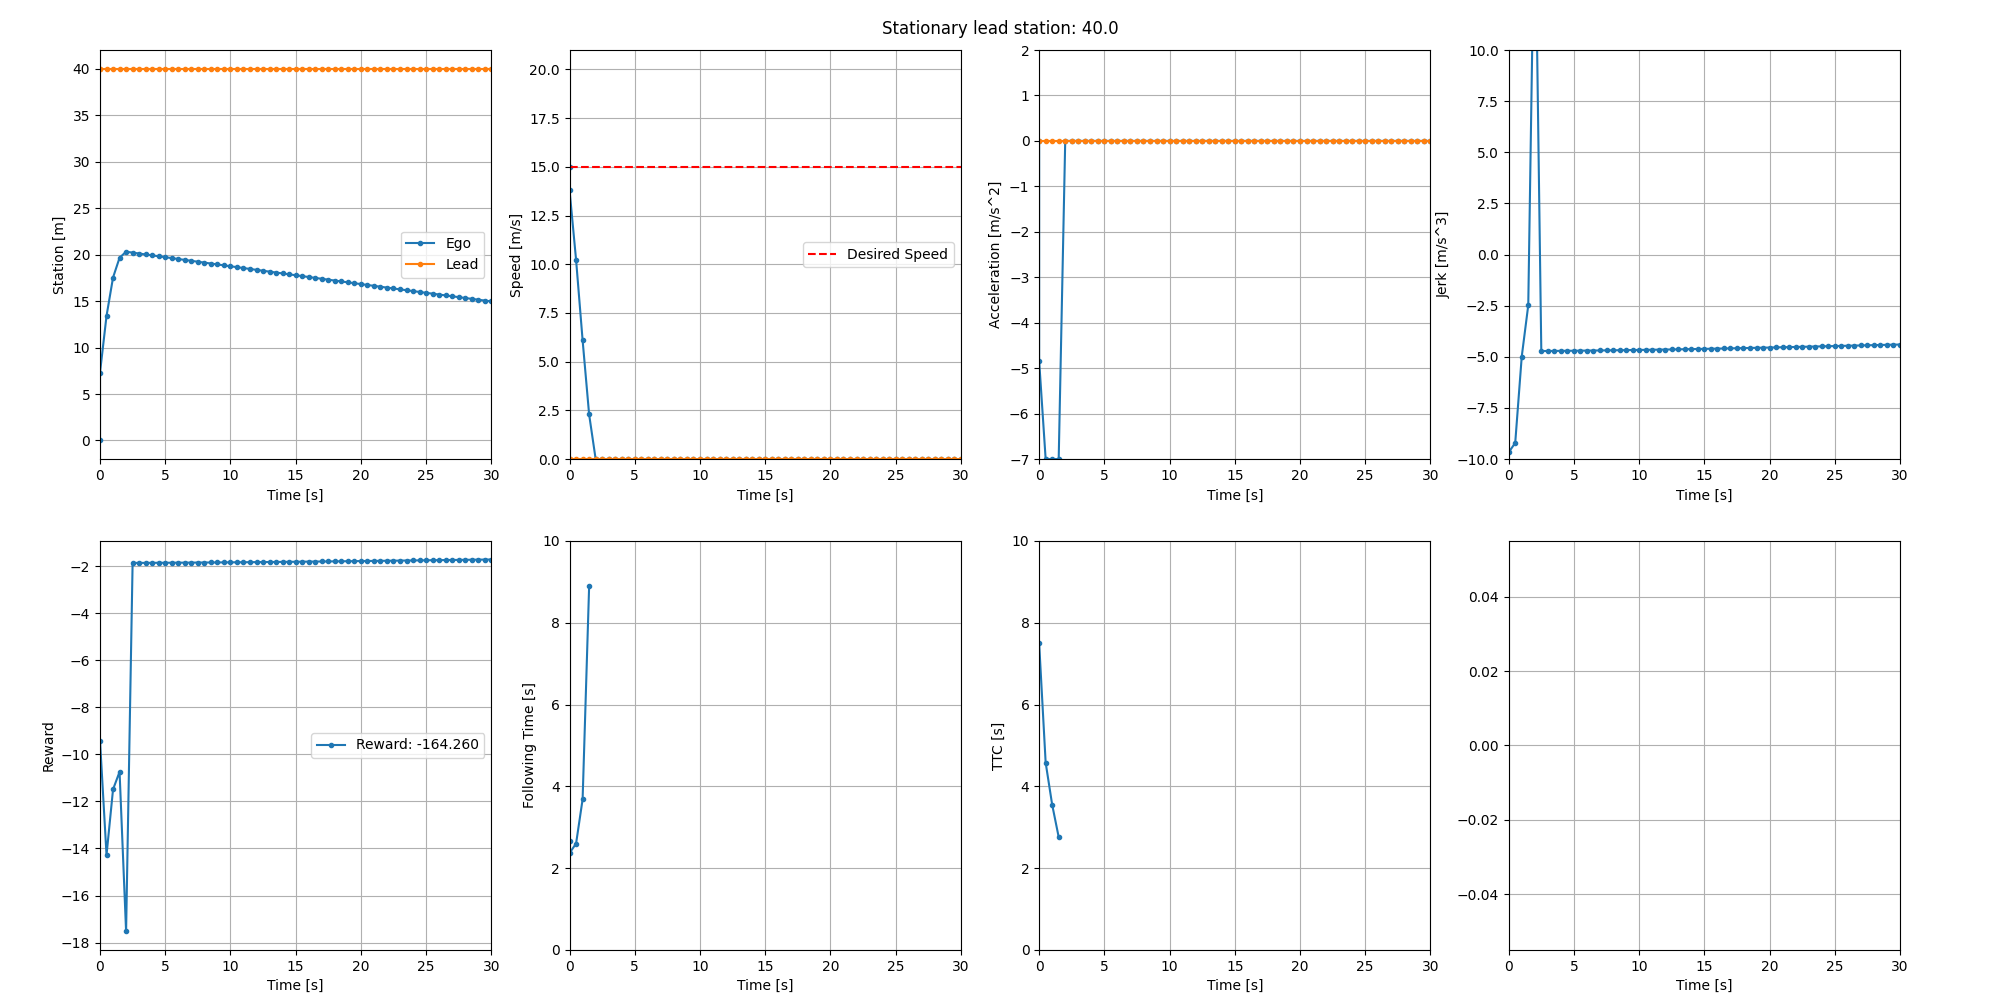 Stationary lead station: 40.0
Station [m]
40
35
30
25
20
15
10
5
0
Ego
Lead
0 5 10 15 20 25 30
Time [s]
Speed [m/s]
20.0
17.5
15.0
12.5
10.0
7.5
5.0
2.5
0.0
Desired Speed
0 5 10 15 20 25 30
Time [s]
Acceleration [m/s^2]
2
1
0
−1
−2
−3
−4
−5
−6
−7
0 5 10 15 20 25 30
Time [s]
Jerk [m/s^3]
10.0
7.5
5.0
2.5
0.0
−2.5
−5.0
−7.5
−10.0
0 5 10 15 20 25 30
Time [s]
Reward
−2
−4
−6
−8
−10
−12
−14
−16
−18
Reward: -164.260
0 5 10 15 20 25 30
Time [s]
Following Time [s]
10
8
6
4
2
0
0 5 10 15 20 25 30
Time [s]
TTC [s]
10
8
6
4
2
0
0 5 10 15 20 25 30
Time [s]
0.04
0.02
0.00
−0.02
−0.04
0 5 10 15 20 25 30
Time [s]